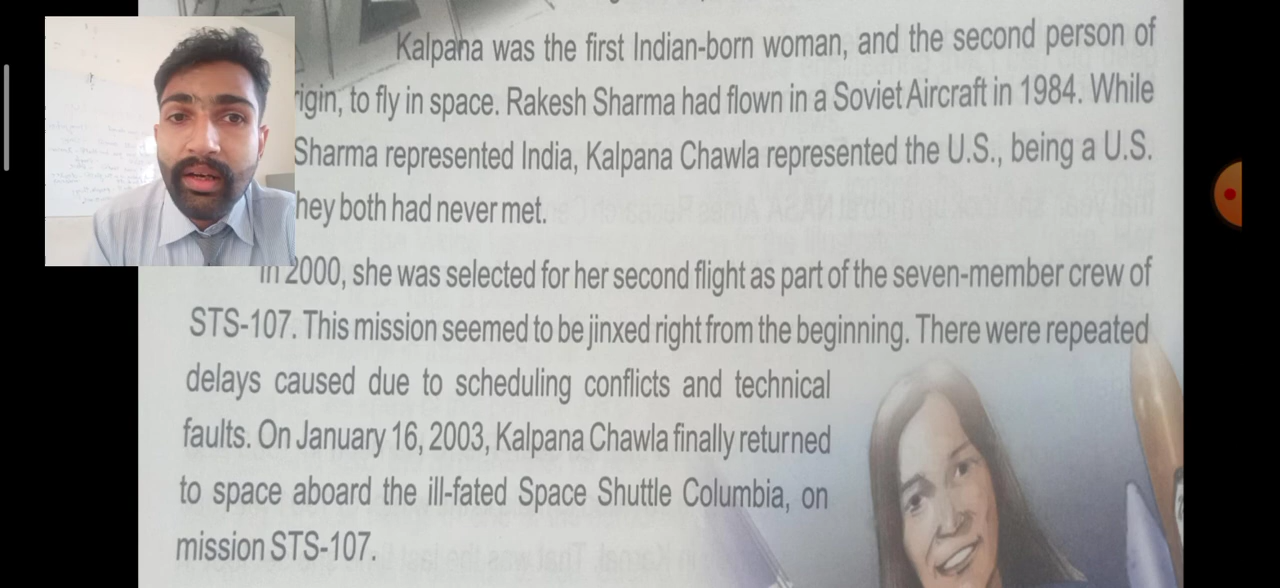 Kalpana was the first Indian-born woman, and the second person of
rigin, to fly in space. Rakesh Sharma had flown in a Soviet Aircraft in 1984. While
Sharma represented India, Kalpana Chawla represented the U.S., being a U.S.
hey both had never met.
In 2000, she was selected for her second flight as part of the seven-member crew of
STS-107. This mission seemed to be jinxed right from the beginning. There were repeated
delays caused due to scheduling conflicts and technical
faults. On January 16, 2003, Kalpana Chawla finally returned
to space aboard the ill-fated Space Shuttle Columbia, on
mission STS-107.